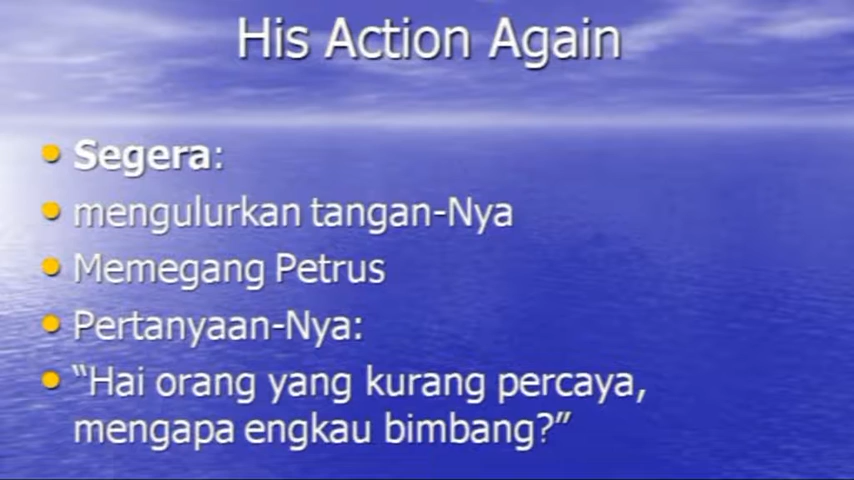 His Action Again
• Segera:
• mengulurkan tangan-Nya
• Memegang Petrus
• Pertanyaan-Nya:
• “Hai orang yang kurang percaya,
mengapa engkau bimbang?”